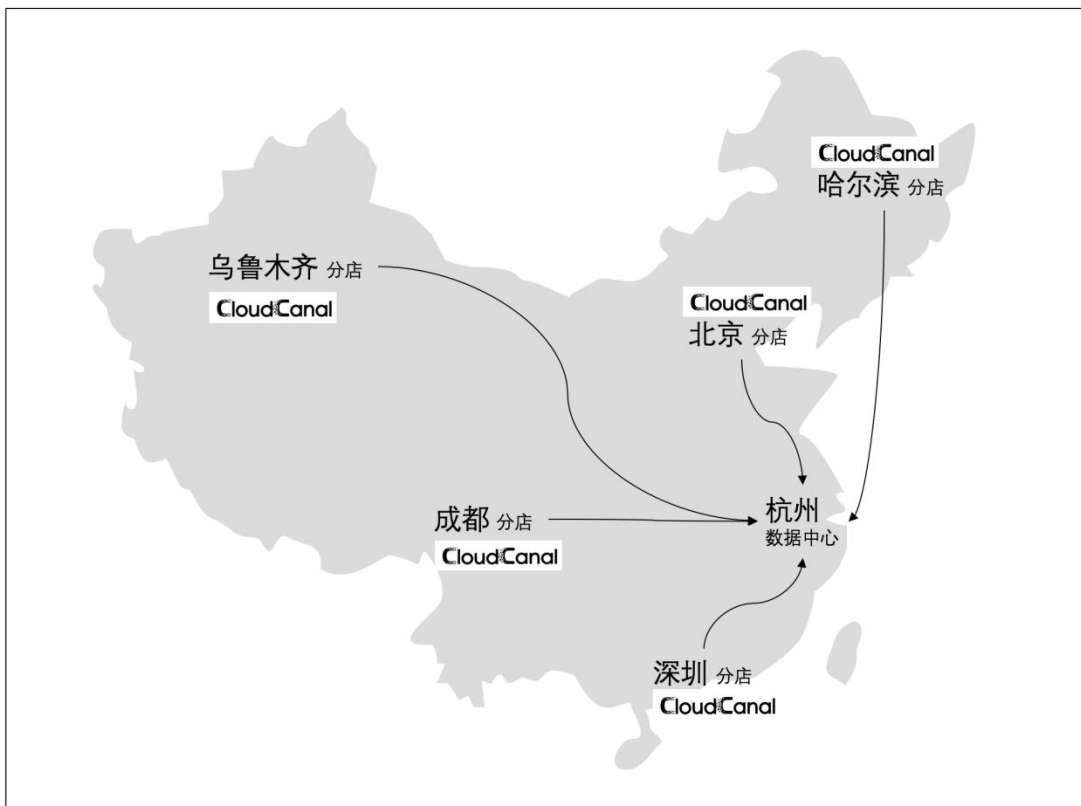 CloudCanal
哈尔滨 分店
乌鲁木齐 分店
CloudCanal
CloudCanal
北京 分店
杭州
数据中心
成都 分店
CloudCanal
深圳 分店
CloudCanal